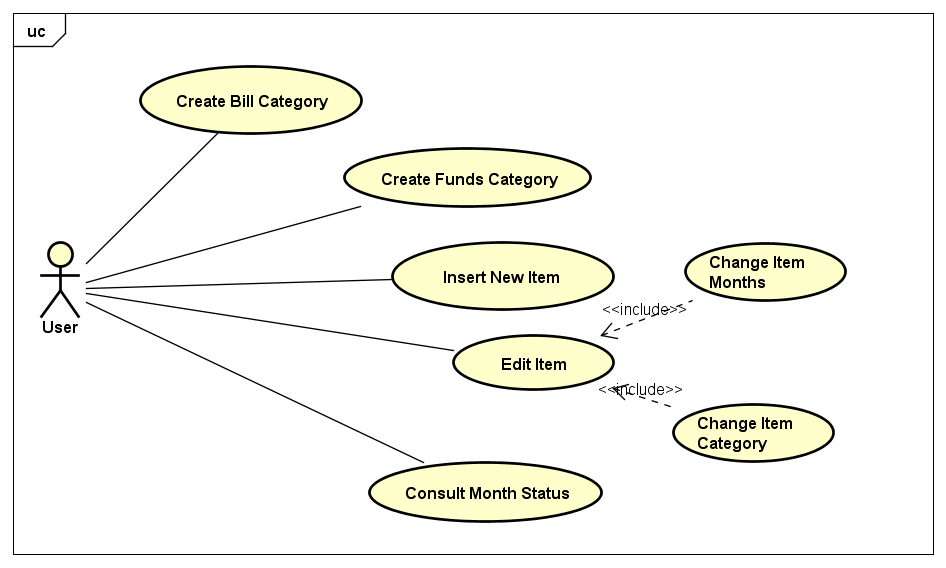 uc
Create Bill Category
Create Funds Category
Insert New Item
Change Item
Months
<<include>>
User
Edit Item
<<include>>
Change Item
Category
Consult Month Status